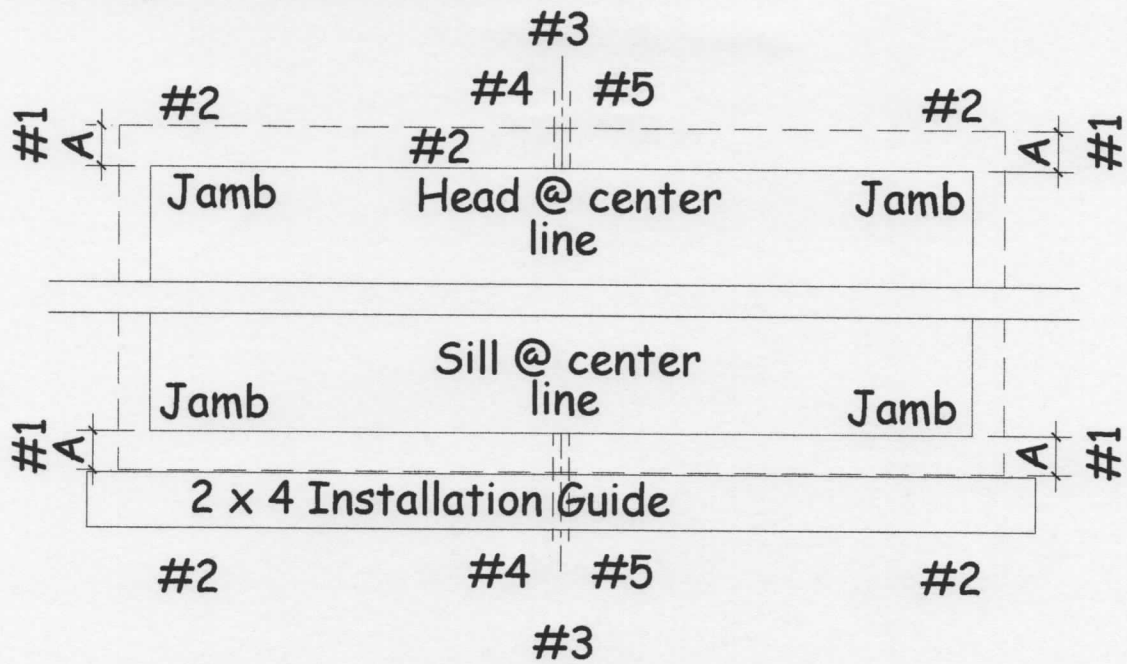 #3
#4 #5
#2 #2
#1 A #2 A #1
Jamb Head @ center Jamb
line
Sill @ center
line
Jamb Jamb
#1 A A #1
2 x 4 Installation Guide
#2 #4 #5 #2
#3